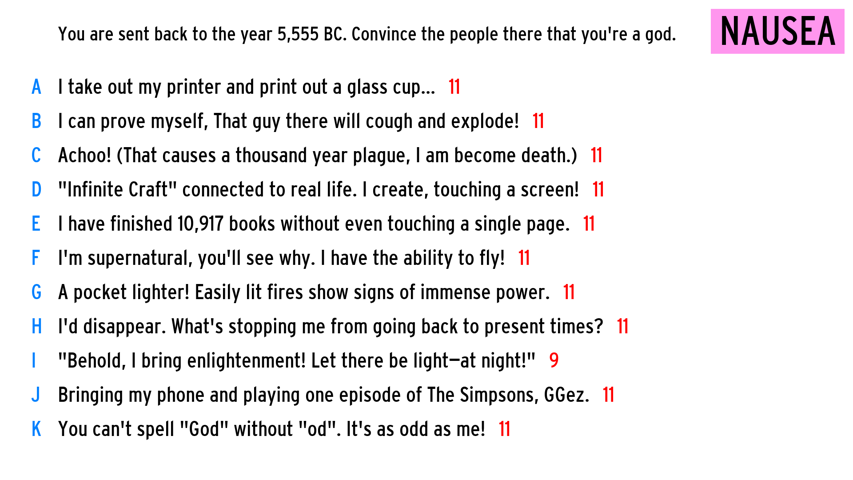 You are sent back to the year 5,555 BC. Convince the people there that you're a god.
NAUSEA
A I take out my printer and print out a glass cup... 11
B I can prove myself, That guy there will cough and explode! 11
C Achoo! (That causes a thousand year plague, I am become death.) 11
D "Infinite Craft" connected to real life. I create, touching a screen! 11
E I have finished 10,917 books without even touching a single page. 11
F I'm supernatural, you'll see why. I have the ability to fly! 11
G A pocket lighter! Easily lit fires show signs of immense power. 11
H I'd disappear. What's stopping me from going back to present times? 11
I "Behold, I bring enlightenment! Let there be light—at night!" 9
J Bringing my phone and playing one episode of The Simpsons, GGez. 11
K You can't spell "God" without "od". It's as odd as me! 11